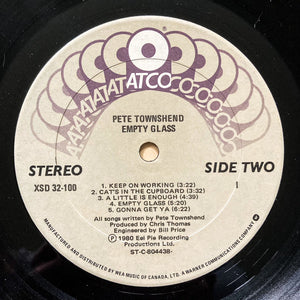 ATCO
PETE TOWNSHEND
EMPTY GLASS
STEREO
SIDE TWO
XSD 32-100
1
1. KEEP ON WORKING (3:22)
2. CAT'S IN THE CUPBOARD (3:22)
3. A LITTLE IS ENOUGH (4:39)
4. EMPTY GLASS (5:20)
5. GONNA GET YA (6:22)
All songs written by Pete Townshend
Produced by Chris Thomas
Engineered by Bill Price
℗ 1980 Eel Pie Recording
Productions Ltd.
ST-C-804438-
MANUFACTURED AND DISTRIBUTED BY WEA MUSIC OF CANADA, LTD. A WARNER COMMUNICATIONS COMPANY